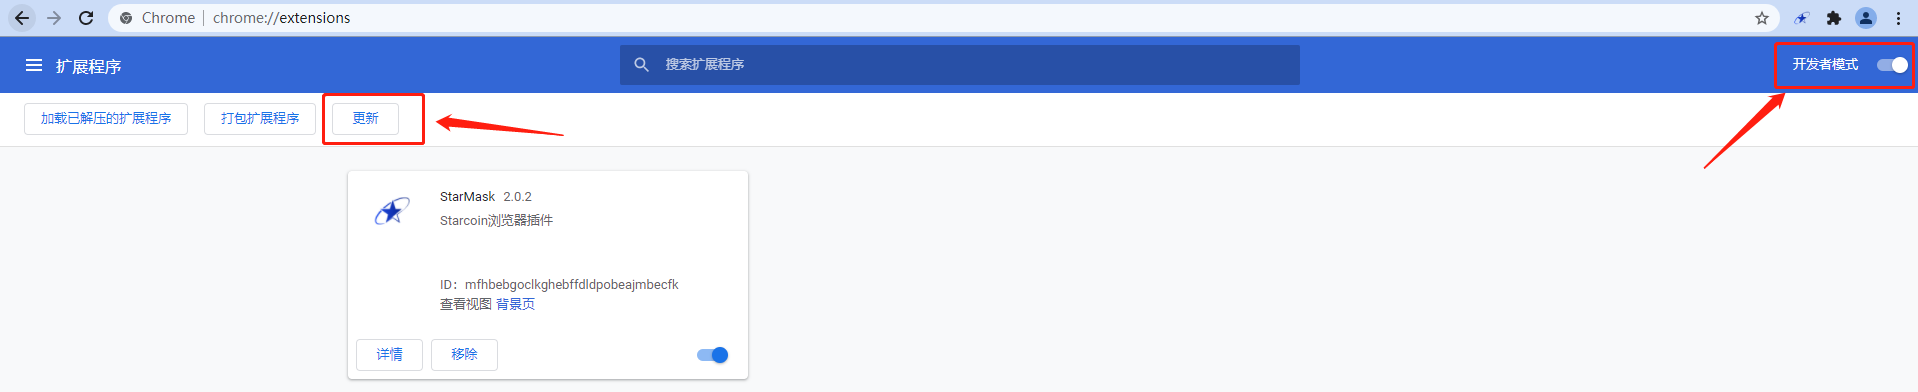 Chrome | chrome://extensions
扩展程序
搜索扩展程序
开发者模式
加载已解压的扩展程序
打包扩展程序
更新
StarMask 2.0.2
Starcoin浏览器插件
ID：mfhbebgoclkghebffdldpobeajmbecfk
查看视图 背景页
详情
移除